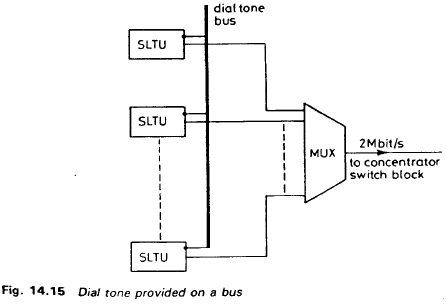 dial tone
bus
SLTU
SLTU
MUX
2Mbit/s
to concentrator
switch block
SLTU
Fig. 14.15 Dial tone provided on a bus